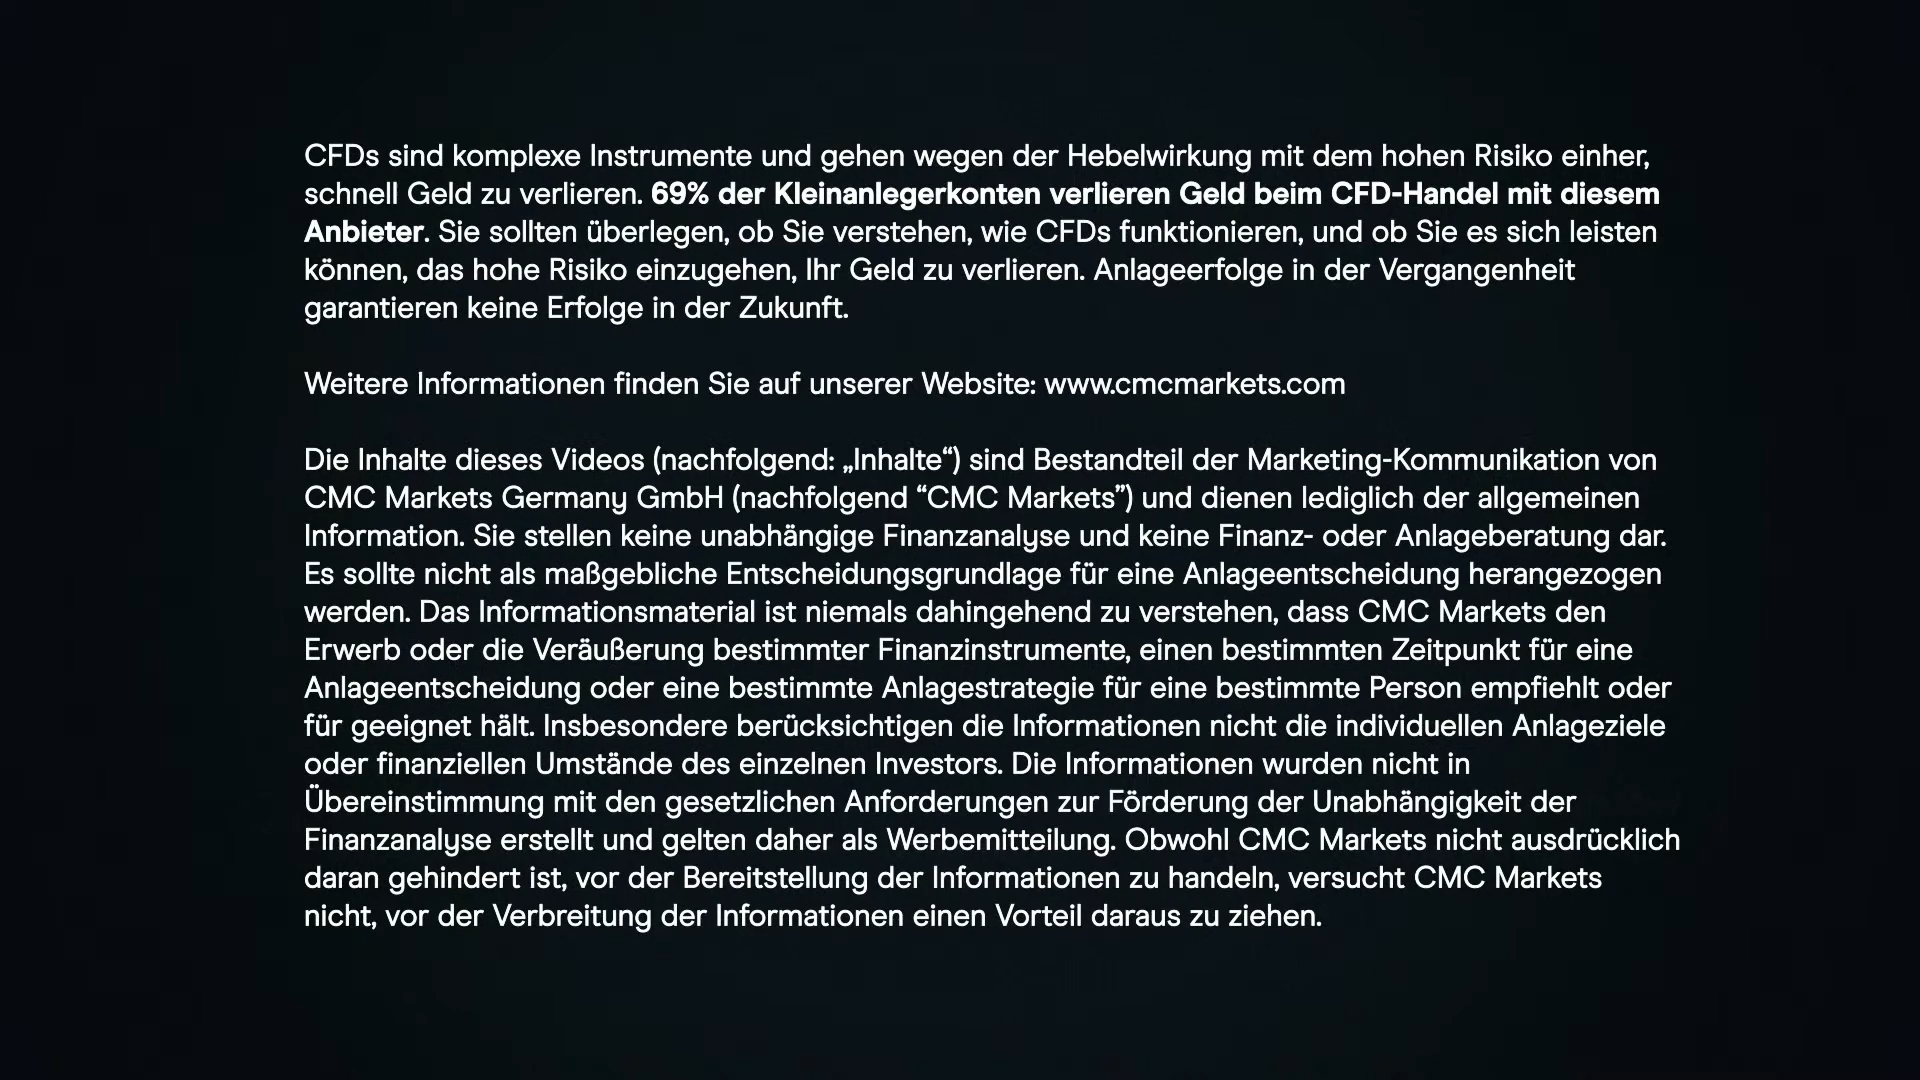 CFDs sind komplexe Instrumente und gehen wegen der Hebelwirkung mit dem hohen Risiko einher,
schnell Geld zu verlieren. 69% der Kleinanlegerkonten verlieren Geld beim CFD-Handel mit diesem
Anbieter. Sie sollten überlegen, ob Sie verstehen, wie CFDs funktionieren, und ob Sie es sich leisten
können, das hohe Risiko einzugehen, Ihr Geld zu verlieren. Anlageerfolge in der Vergangenheit
garantieren keine Erfolge in der Zukunft.
Weitere Informationen finden Sie auf unserer Website: www.cmcmarkets.com
Die Inhalte dieses Videos (nachfolgend: „Inhalte“) sind Bestandteil der Marketing-Kommunikation von
CMC Markets Germany GmbH (nachfolgend “CMC Markets”) und dienen lediglich der allgemeinen
Information. Sie stellen keine unabhängige Finanzanalyse und keine Finanz- oder Anlageberatung dar.
Es sollte nicht als maßgebliche Entscheidungsgrundlage für eine Anlageentscheidung herangezogen
werden. Das Informationsmaterial ist niemals dahingehend zu verstehen, dass CMC Markets den
Erwerb oder die Veräußerung bestimmter Finanzinstrumente, einen bestimmten Zeitpunkt für eine
Anlageentscheidung oder eine bestimmte Anlagestrategie für eine bestimmte Person empfiehlt oder
für geeignet hält. Insbesondere berücksichtigen die Informationen nicht die individuellen Anlageziele
oder finanziellen Umstände des einzelnen Investors. Die Informationen wurden nicht in
Übereinstimmung mit den gesetzlichen Anforderungen zur Förderung der Unabhängigkeit der
Finanzanalyse erstellt und gelten daher als Werbemitteilung. Obwohl CMC Markets nicht ausdrücklich
daran gehindert ist, vor der Bereitstellung der Informationen zu handeln, versucht CMC Markets
nicht, vor der Verbreitung der Informationen einen Vorteil daraus zu ziehen.